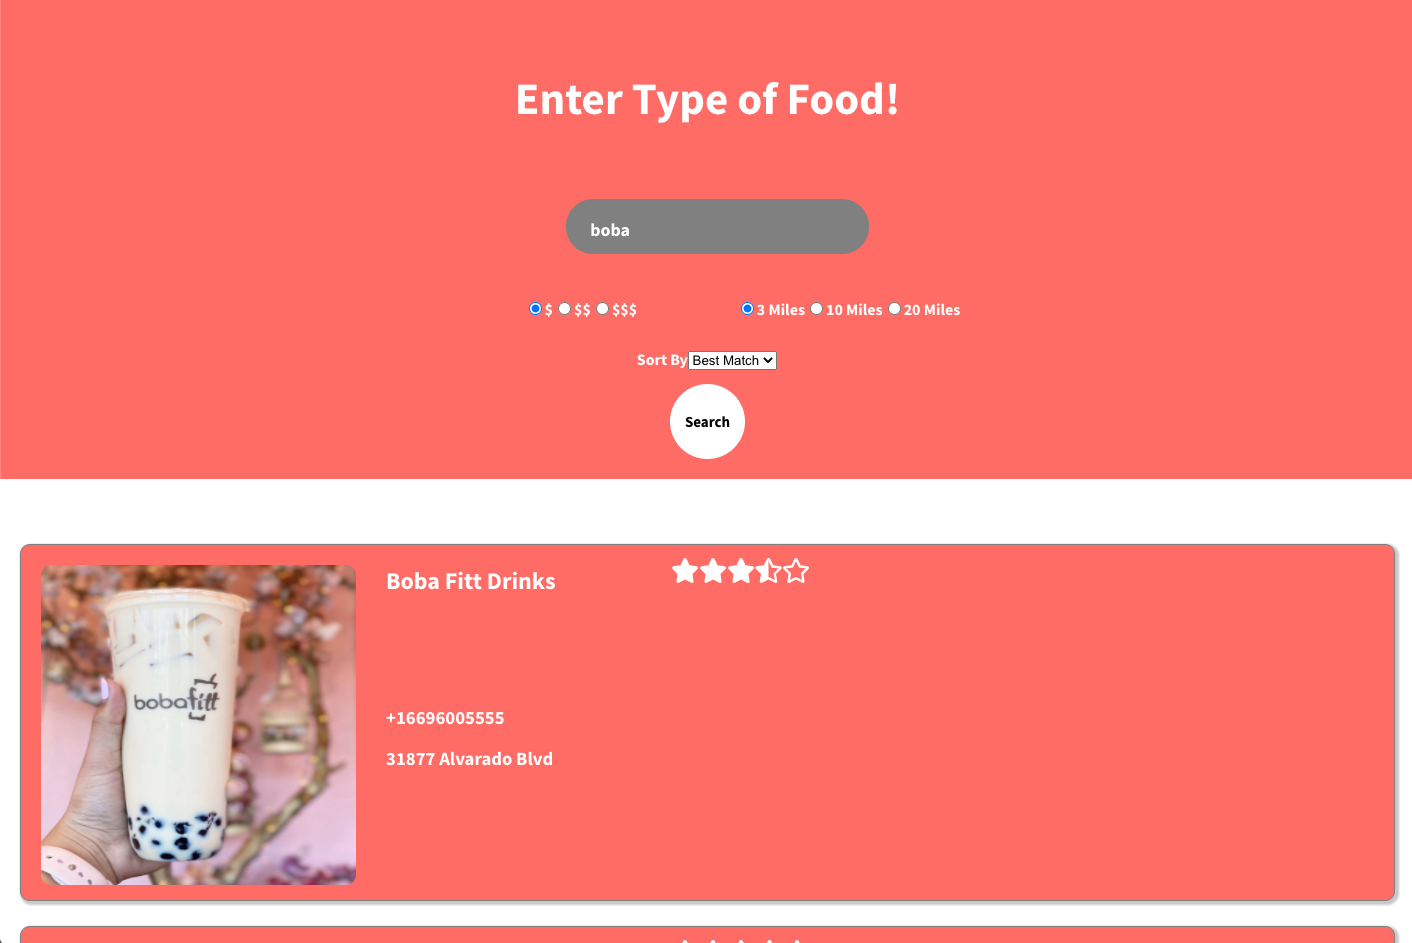 Enter Type of Food!
boba
$ $$ $$$ 3 Miles 10 Miles 20 Miles
Sort By Best Match
Search
Boba Fitt Drinks
bobafitt
+16696005555
31877 Alvarado Blvd